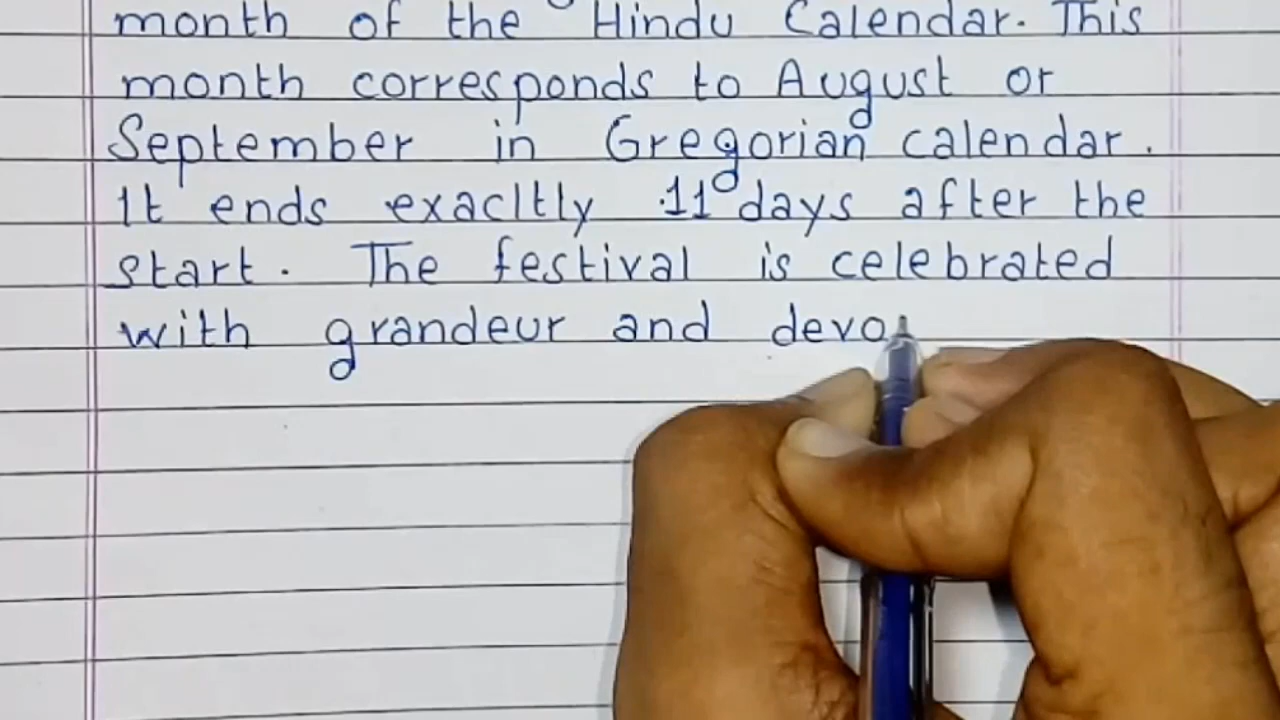 month of the Hindu Calendar. This
month corresponds to August or
September in Gregorian calendar.
It ends exacltly 11 days after the
start. The festival is celebrated
with grandeur and devo